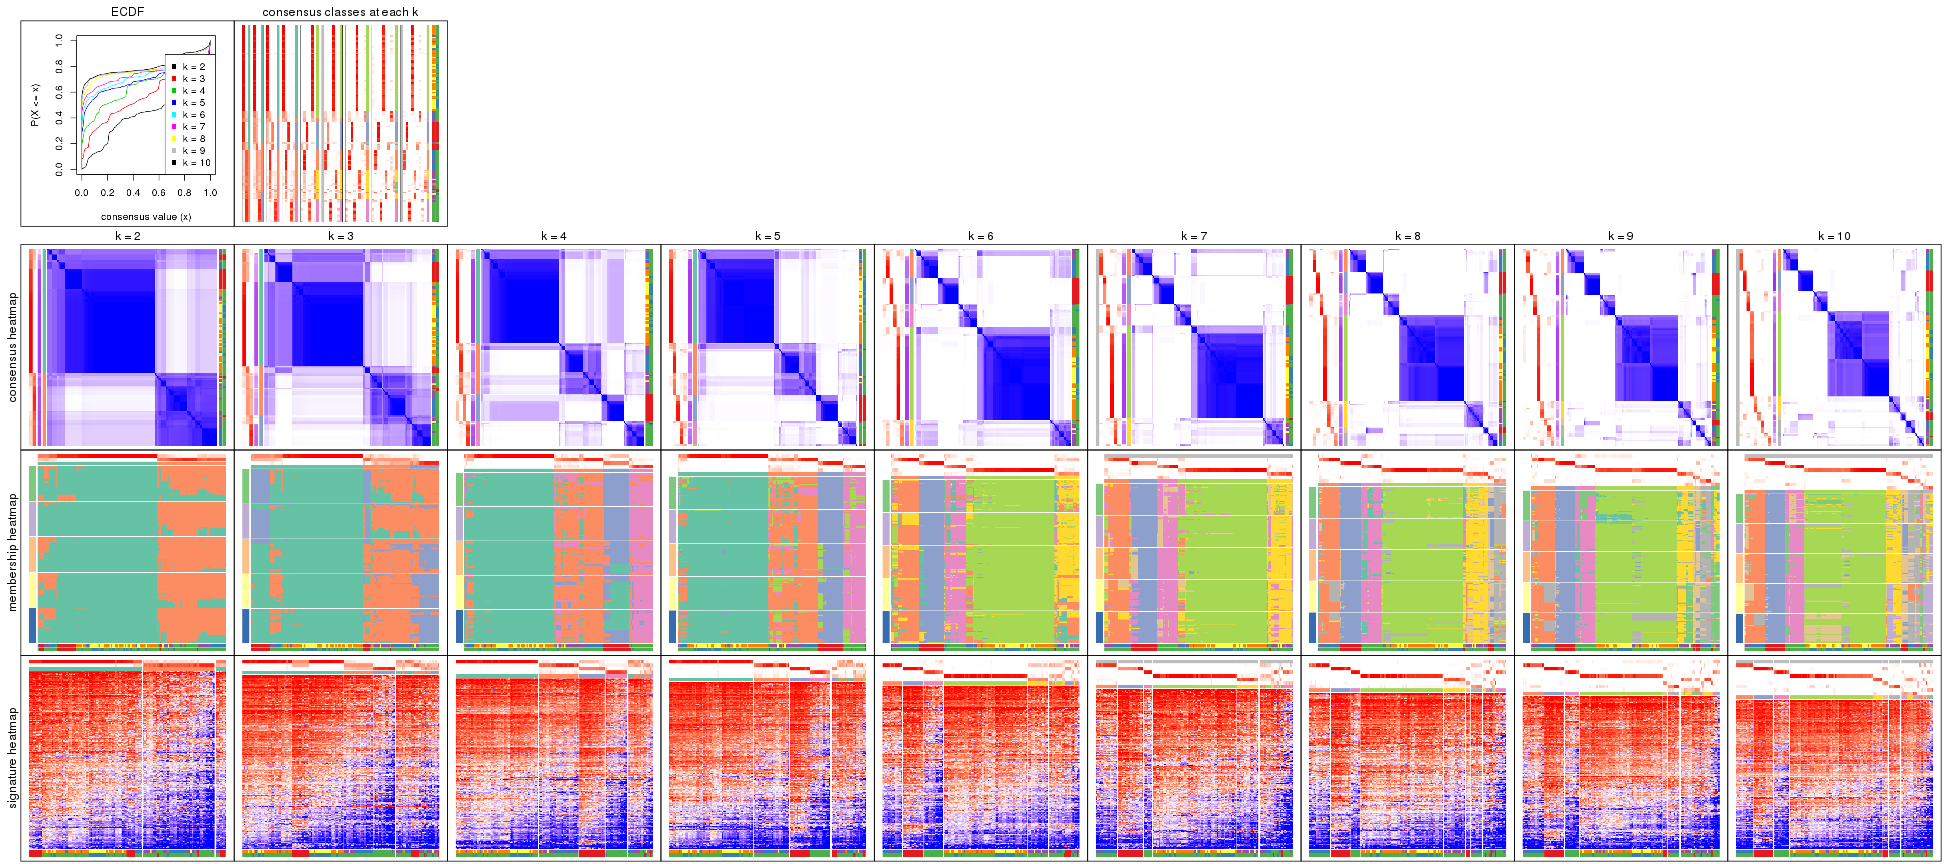 ECDF
consensus classes at each k
P(X <= x)
0.0 0.2 0.4 0.6 0.8 1.0
k = 2
k = 3
k = 4
k = 5
k = 6
k = 7
k = 8
k = 9
k = 10
0.0 0.2 0.4 0.6 0.8 1.0
consensus value (x)
k = 2 k = 3 k = 4 k = 5 k = 6 k = 7 k = 8 k = 9 k = 10
consensus heatmap
membership heatmap
signature heatmap